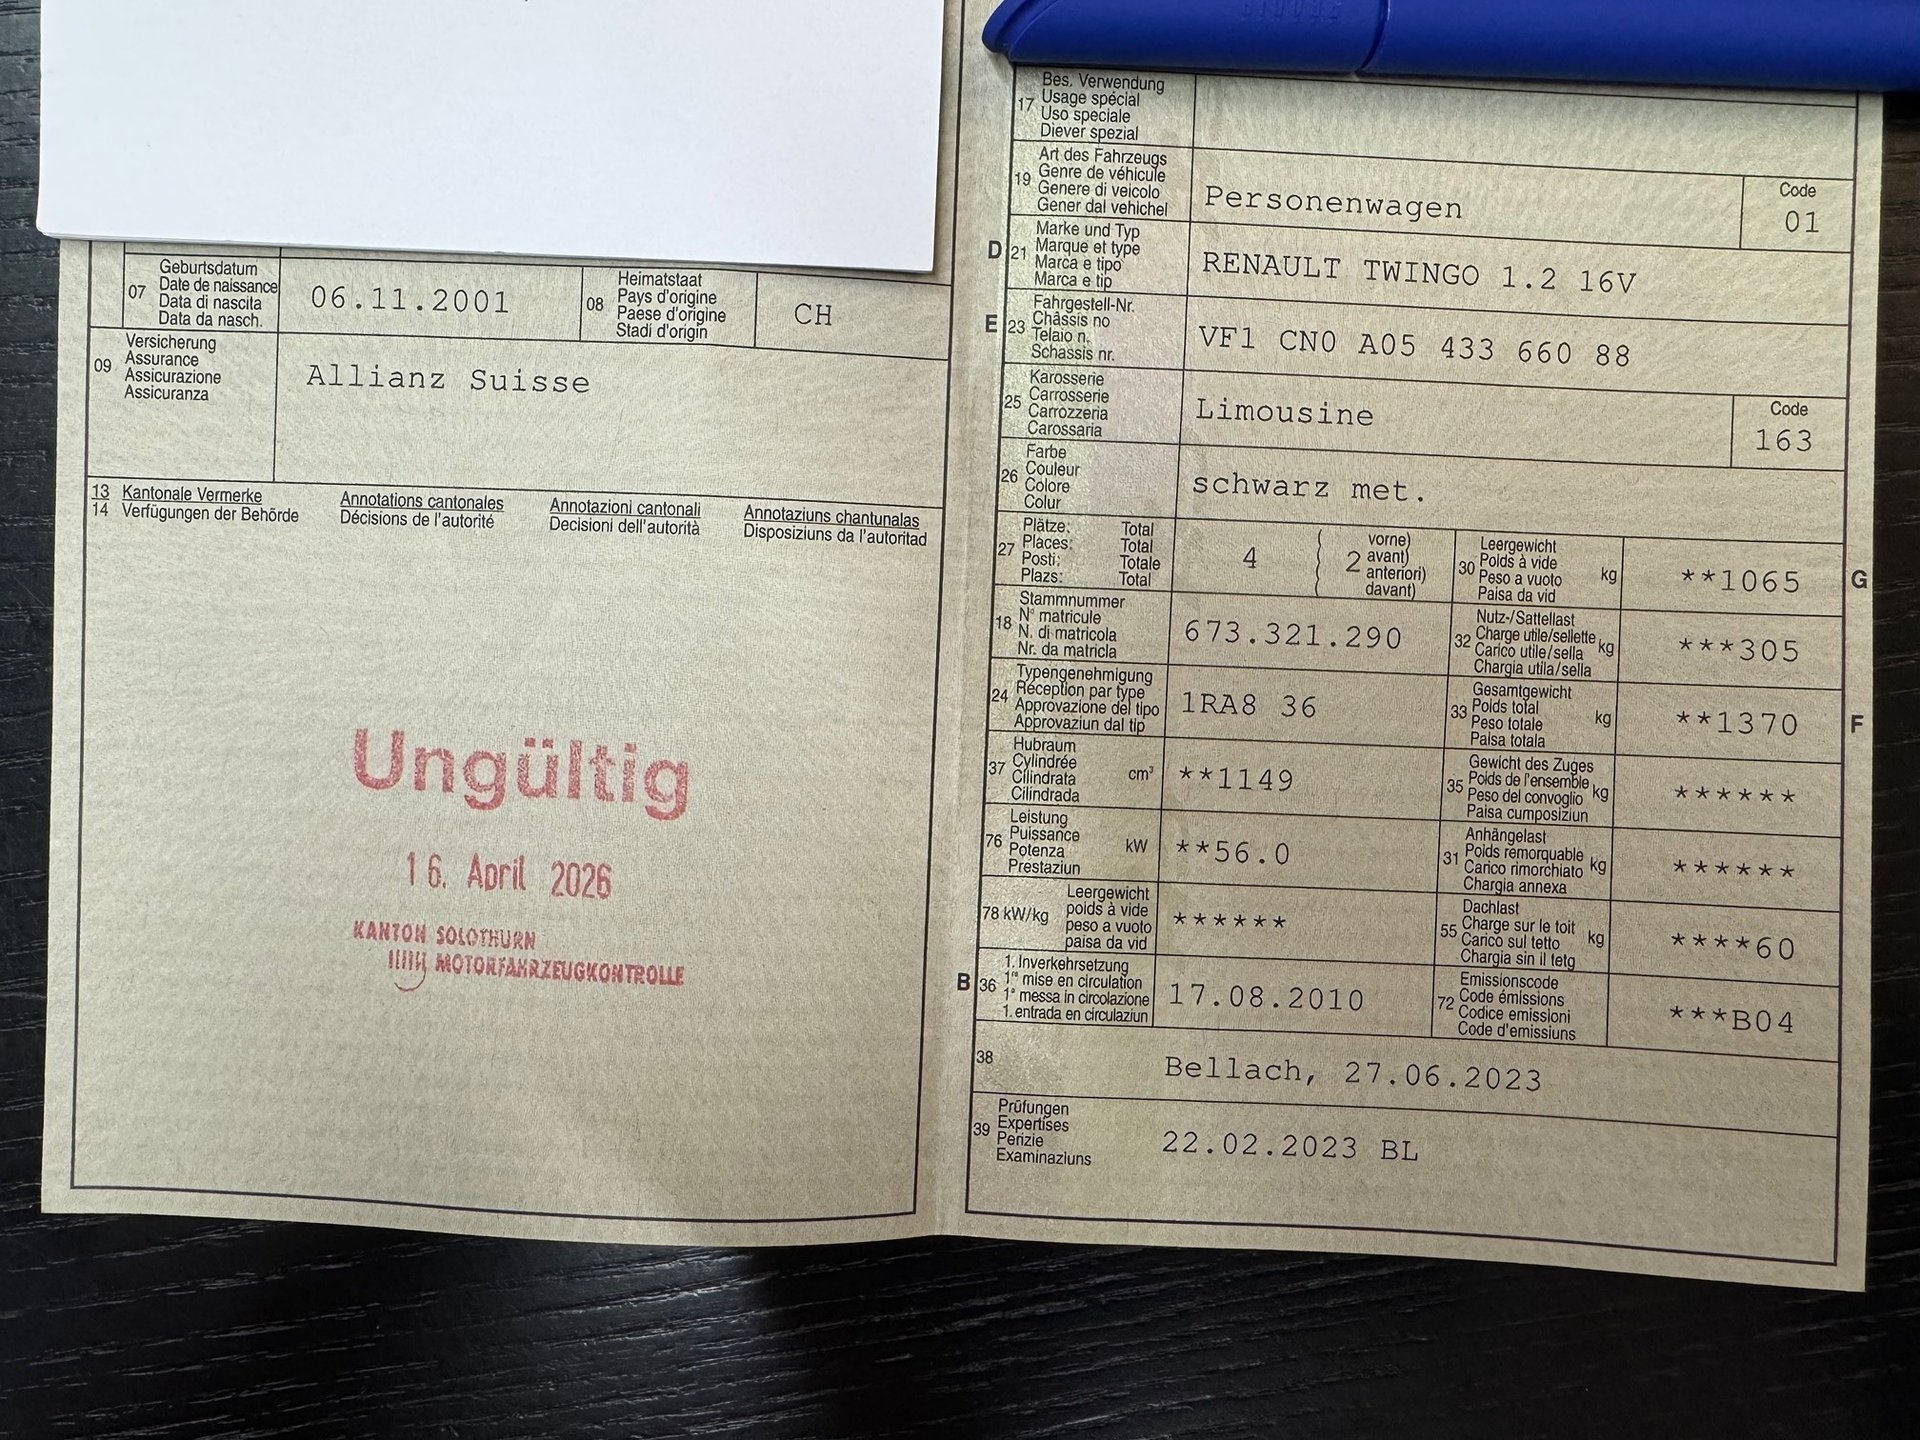 07
Geburtsdatum
Date de naissance
Data di nascita
Data da nasch.
06.11.2001
08
Heimatstaat
Pays d'origine
Paese d'origine
Stadi d'origin
CH
09
Versicherung
Assurance
Assicurazione
Assicuranza
Allianz Suisse
13 Kantonale Vermerke Annotations cantonales Annotazioni cantonali Annotaziuns chantunalas
14 Verfügungen der Behörde Décisions de l'autorité Decisioni dell'autorità Disposiziuns da l'autoritad
Ungültig
16. April 2026
KANTON SOLOTHURN
MOTORFAHRZEUGKONTROLLE
17
Bes. Verwendung
Usage spécial
Uso speciale
Diever spezial
19
Art des Fahrzeugs
Genre de véhicule
Genere di veicolo
Gener dal vehichel
Personenwagen
Code
01
D
21
Marke und Typ
Marque et type
Marca e tipo
Marca e tip
RENAULT TWINGO 1.2 16V
E
23
Fahrgestell-Nr.
Châssis no
Telaio n.
Schassis nr.
VF1 CN0 A05 433 660 88
25
Karosserie
Carrosserie
Carrozzeria
Carossaria
Limousine
Code
163
26
Farbe
Couleur
Colore
Colur
schwarz met.
27
Plätze: Total
Places: Total
Posti: Totale
Plazs: Total
4
( 2
vorne)
avant)
anteriori)
davant)
30
Leergewicht
Poids à vide
Peso a vuoto
Paisa da vid
kg
**1065
G
18
Stammnummer
N° matricule
N. di matricola
Nr. da matricla
673.321.290
32
Nutz-/Sattellast
Charge utile/sellette
Carico utile/sella
Chargia utila/sella
kg
***305
24
Typengenehmigung
Réception par type
Approvazione del tipo
Approvaziun dal tip
1RA8 36
33
Gesamtgewicht
Poids total
Peso totale
Paisa totala
kg
**1370
F
37
Hubraum
Cylindrée
Cilindrata
Cilindrada
cm³
**1149
35
Gewicht des Zuges
Poids de l'ensemble
Peso del convoglio
Paisa cumposiziun
kg
******
76
Leistung
Puissance
Potenza
Prestaziun
kW
**56.0
31
Anhängelast
Poids remorquable
Carico rimorchiato
Chargia annexa
kg
******
78 kW/kg
Leergewicht
poids à vide
peso a vuoto
paisa da vid
******
55
Dachlast
Charge sur le toit
Carico sul tetto
Chargia sin il tetg
kg
****60
B
36
1. Inverkehrsetzung
1re mise en circulation
1a messa in circolazione
1. entrada en circulaziun
17.08.2010
72
Emissionscode
Code émissions
Codice emissioni
Code d'emissiuns
***B04
38
Bellach, 27.06.2023
39
Prüfungen
Expertises
Perizie
Examinaziuns
22.02.2023 BL